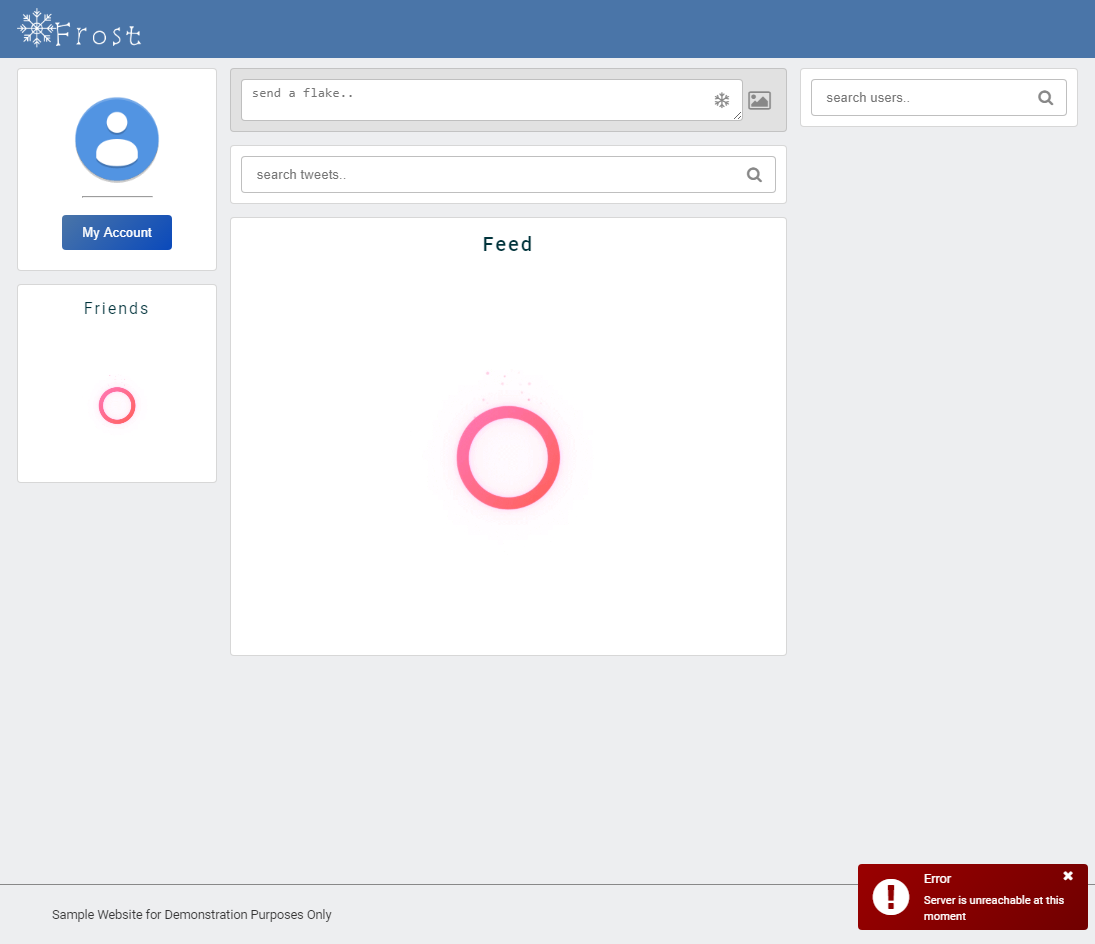 Frost
send a flake..
search users..
search tweets..
My Account
Feed
Friends
Error
Server is unreachable at this
moment
Sample Website for Demonstration Purposes Only